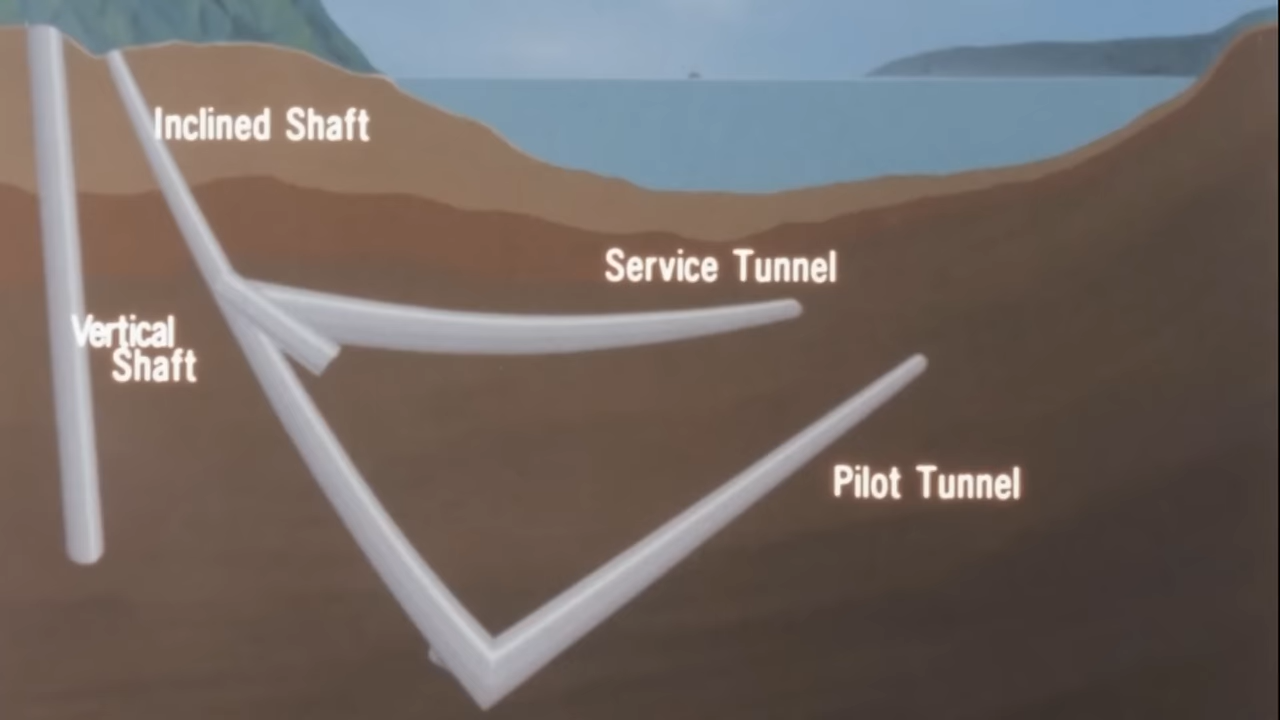 Inclined Shaft
Service Tunnel
Vertical
Shaft
Pilot Tunnel